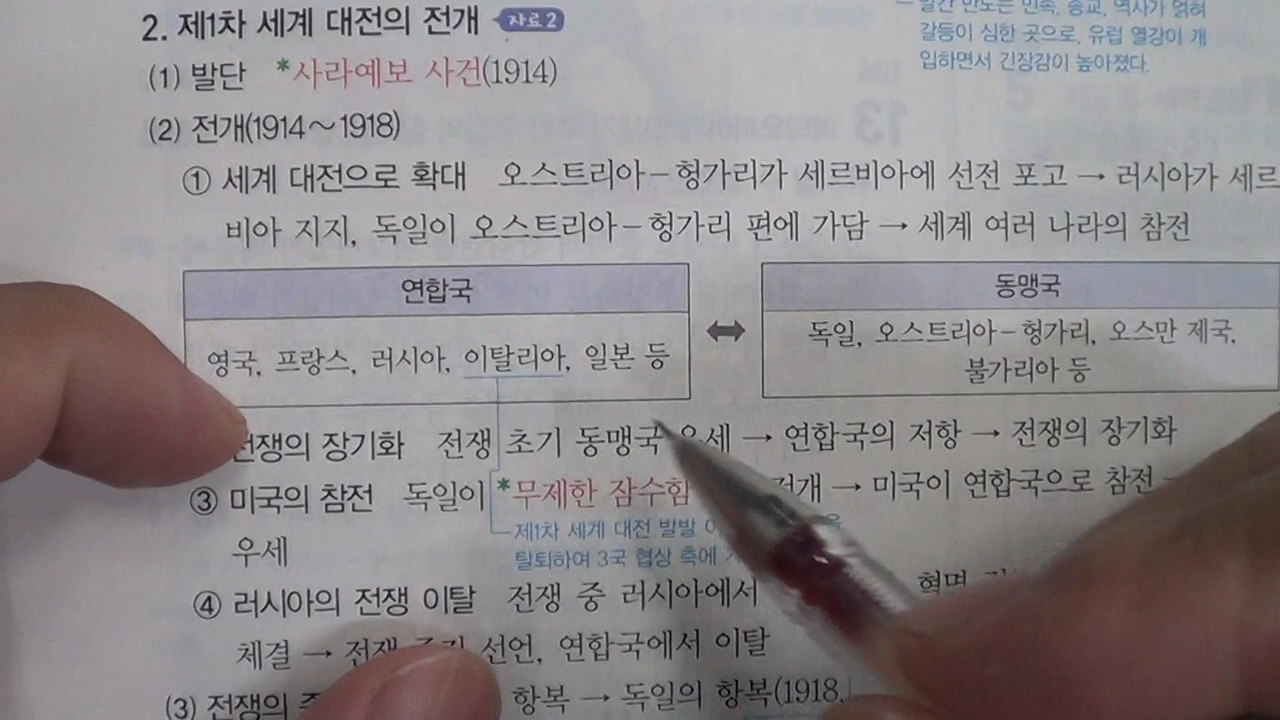 2. 제1차 세계 대전의 전개 자료2
(1) 발단 *사라예보 사건(1914)
(2) 전개(1914～1918)
① 세계 대전으로 확대 오스트리아－헝가리가 세르비아에 선전 포고 → 러시아가 세르
비아 지지, 독일이 오스트리아－헝가리 편에 가담 → 세계 여러 나라의 참전
연합국
영국, 프랑스, 러시아, 이탈리아, 일본 등
동맹국
독일, 오스트리아－헝가리, 오스만 제국,
불가리아 등
전쟁의 장기화 전쟁 초기 동맹국 우세 → 연합국의 저항 → 전쟁의 장기화
③ 미국의 참전 독일이 *무제한 잠수함 → 미국이 연합국으로 참전
제1차 세계 대전 발발
탈퇴하여 3국 협상 측에
우세
④ 러시아의 전쟁 이탈 전쟁 중 러시아에서 혁명
체결 → 전쟁 선언, 연합국에서 이탈
(3) 전쟁의 항복 → 독일의 항복(1918.
발칸 반도는 민족, 종교, 역사가 얽혀
갈등이 심한 곳으로, 유럽 열강이 개
입하면서 긴장감이 높아졌다.